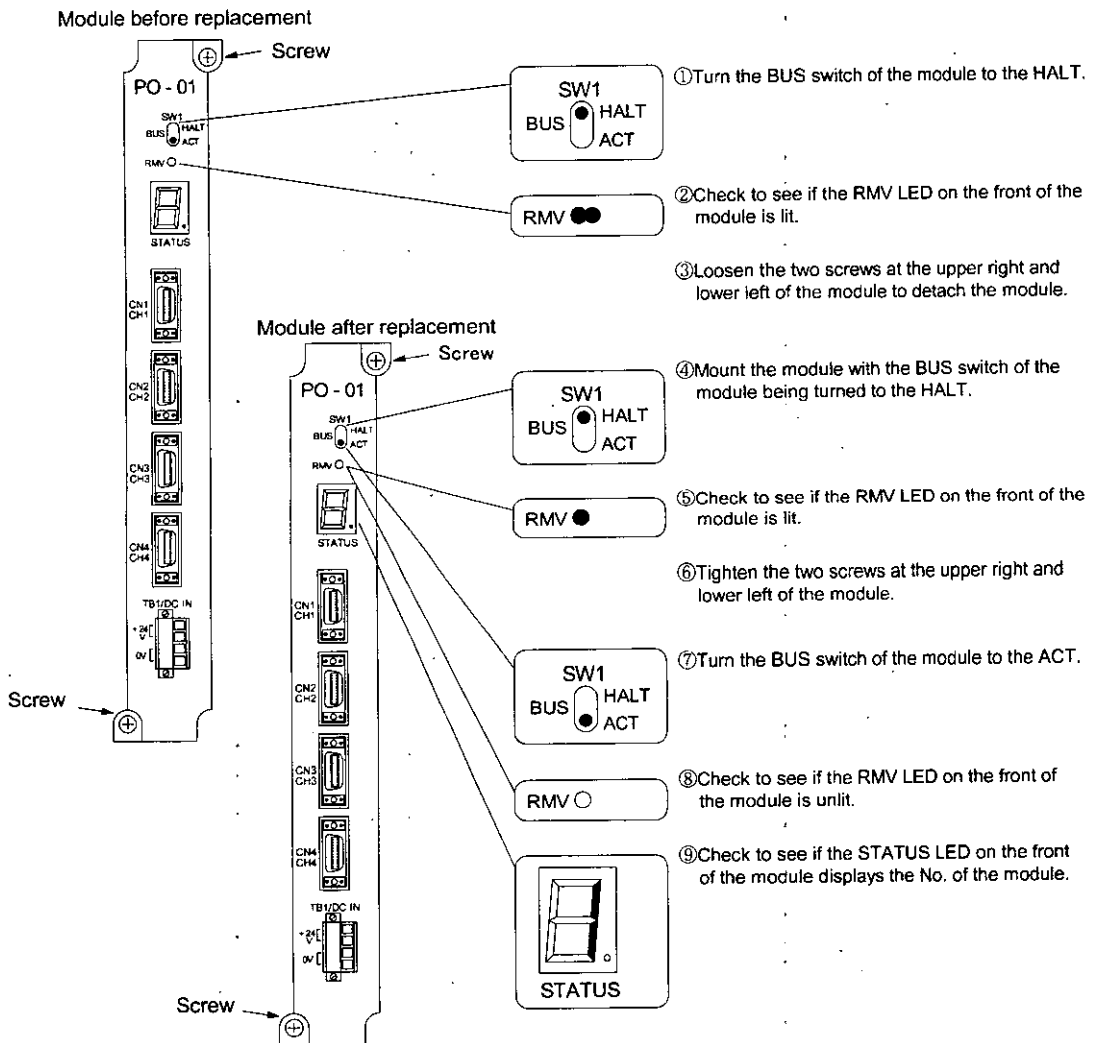 Module before replacement
Screw
PO - 01
SW1
BUS HALT
ACT
RMV
STATUS
CN1
CH1
CN2
CH2
CN3
CH3
CN4
CH4
TB1/DC IN
+24
V
0V
Screw
Module after replacement
Screw
PO - 01
SW1
BUS HALT
ACT
RMV
STATUS
CN1
CH1
CN2
CH2
CN3
CH3
CN4
CH4
TB1/DC IN
+24
V
0V
Screw
SW1
BUS HALT
ACT
①Turn the BUS switch of the module to the HALT.
RMV
②Check to see if the RMV LED on the front of the
module is lit.
③Loosen the two screws at the upper right and
lower left of the module to detach the module.
SW1
BUS HALT
ACT
④Mount the module with the BUS switch of the
module being turned to the HALT.
RMV
⑤Check to see if the RMV LED on the front of the
module is lit.
⑥Tighten the two screws at the upper right and
lower left of the module.
SW1
BUS HALT
ACT
⑦Turn the BUS switch of the module to the ACT.
RMV
⑧Check to see if the RMV LED on the front of
the module is unlit.
⑨Check to see if the STATUS LED on the front
of the module displays the No. of the module.
STATUS